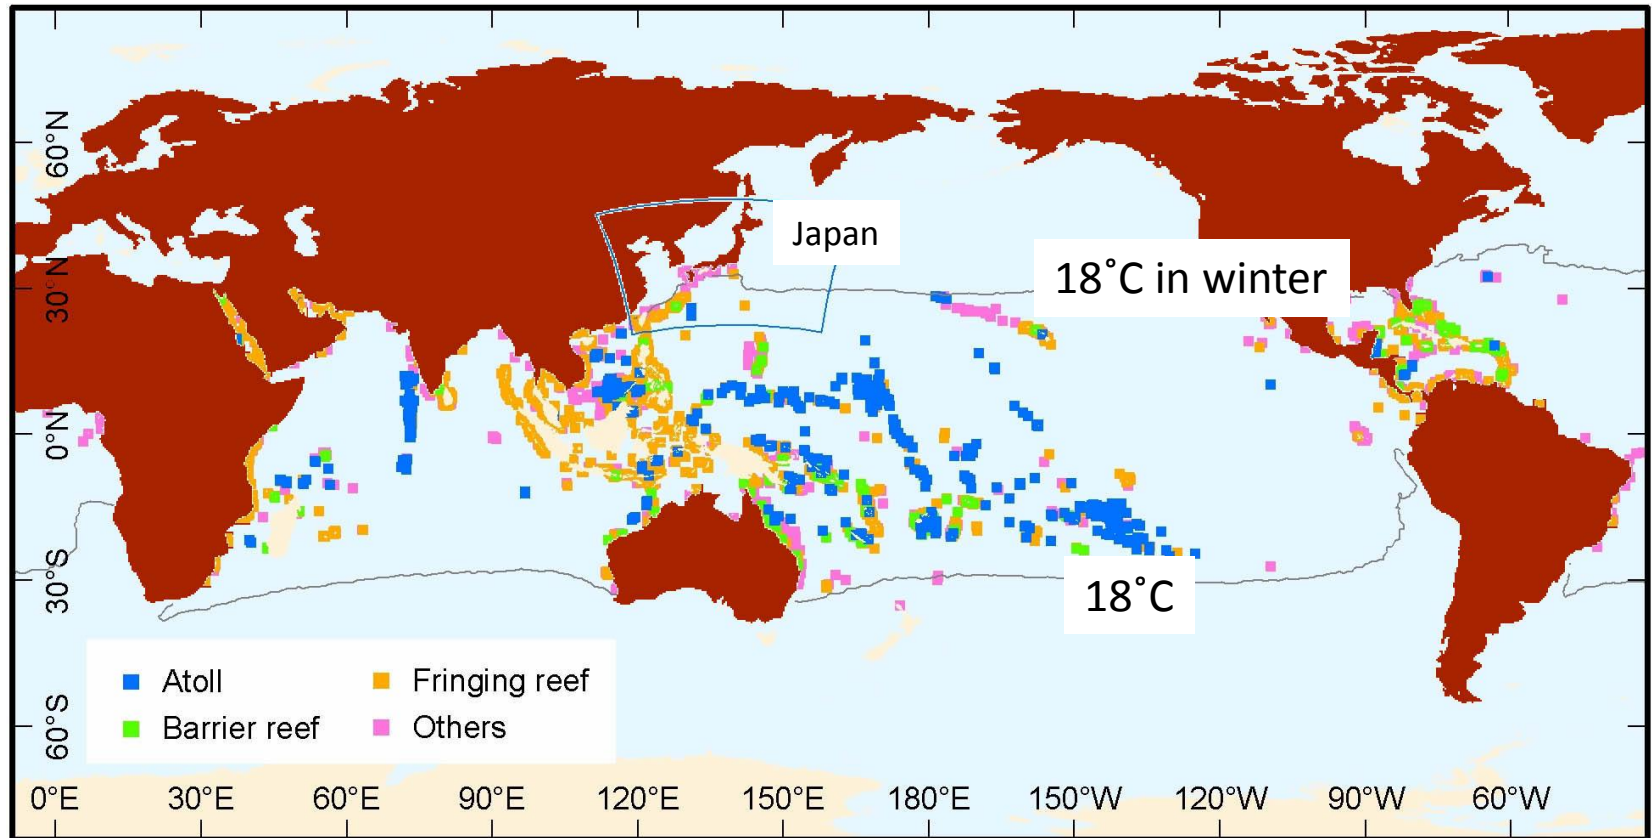 60°N
30°N
0°N
30°S
60°S
Japan
18˚C in winter
18˚C
Atoll
Fringing reef
Barrier reef
Others
0°E 30°E 60°E 90°E 120°E 150°E 180°E 150°W 120°W 90°W 60°W